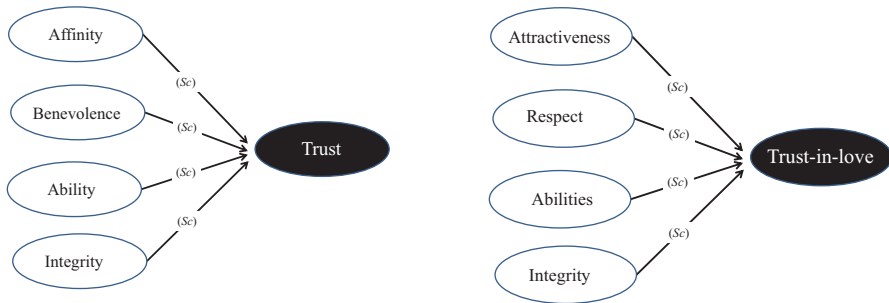 Affinity
(Sc)
Benevolence
(Sc)
Trust
Ability
(Sc)
Integrity
(Sc)
Attractiveness
(Sc)
Respect
(Sc)
Trust-in-love
Abilities
(Sc)
Integrity
(Sc)